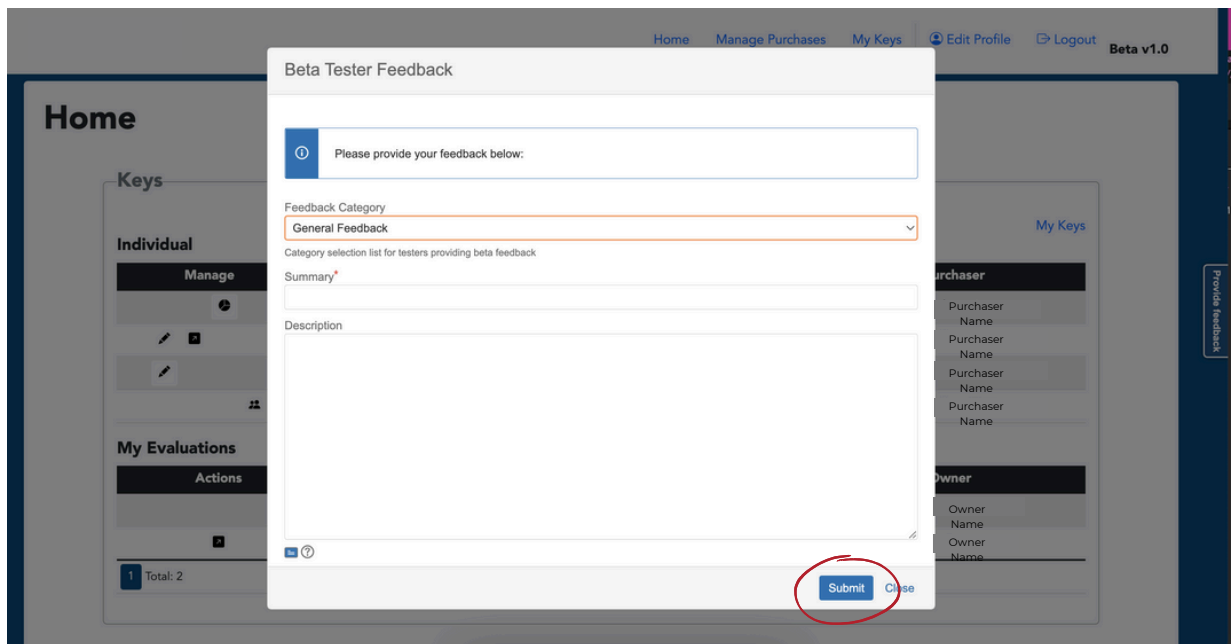 Home Manage Purchases My Keys Edit Profile Logout Beta v1.0
Beta Tester Feedback
Home
Please provide your feedback below:
Keys
Feedback Category
General Feedback
My Keys
Category selection list for testers providing beta feedback
Individual
Manage
urchaser
Summary*
Purchaser
Name
Description
Purchaser
Name
Purchaser
Name
Purchaser
Name
Provide feedback
My Evaluations
Actions
Owner
Owner
Name
Owner
Name
1 Total: 2
Submit Close